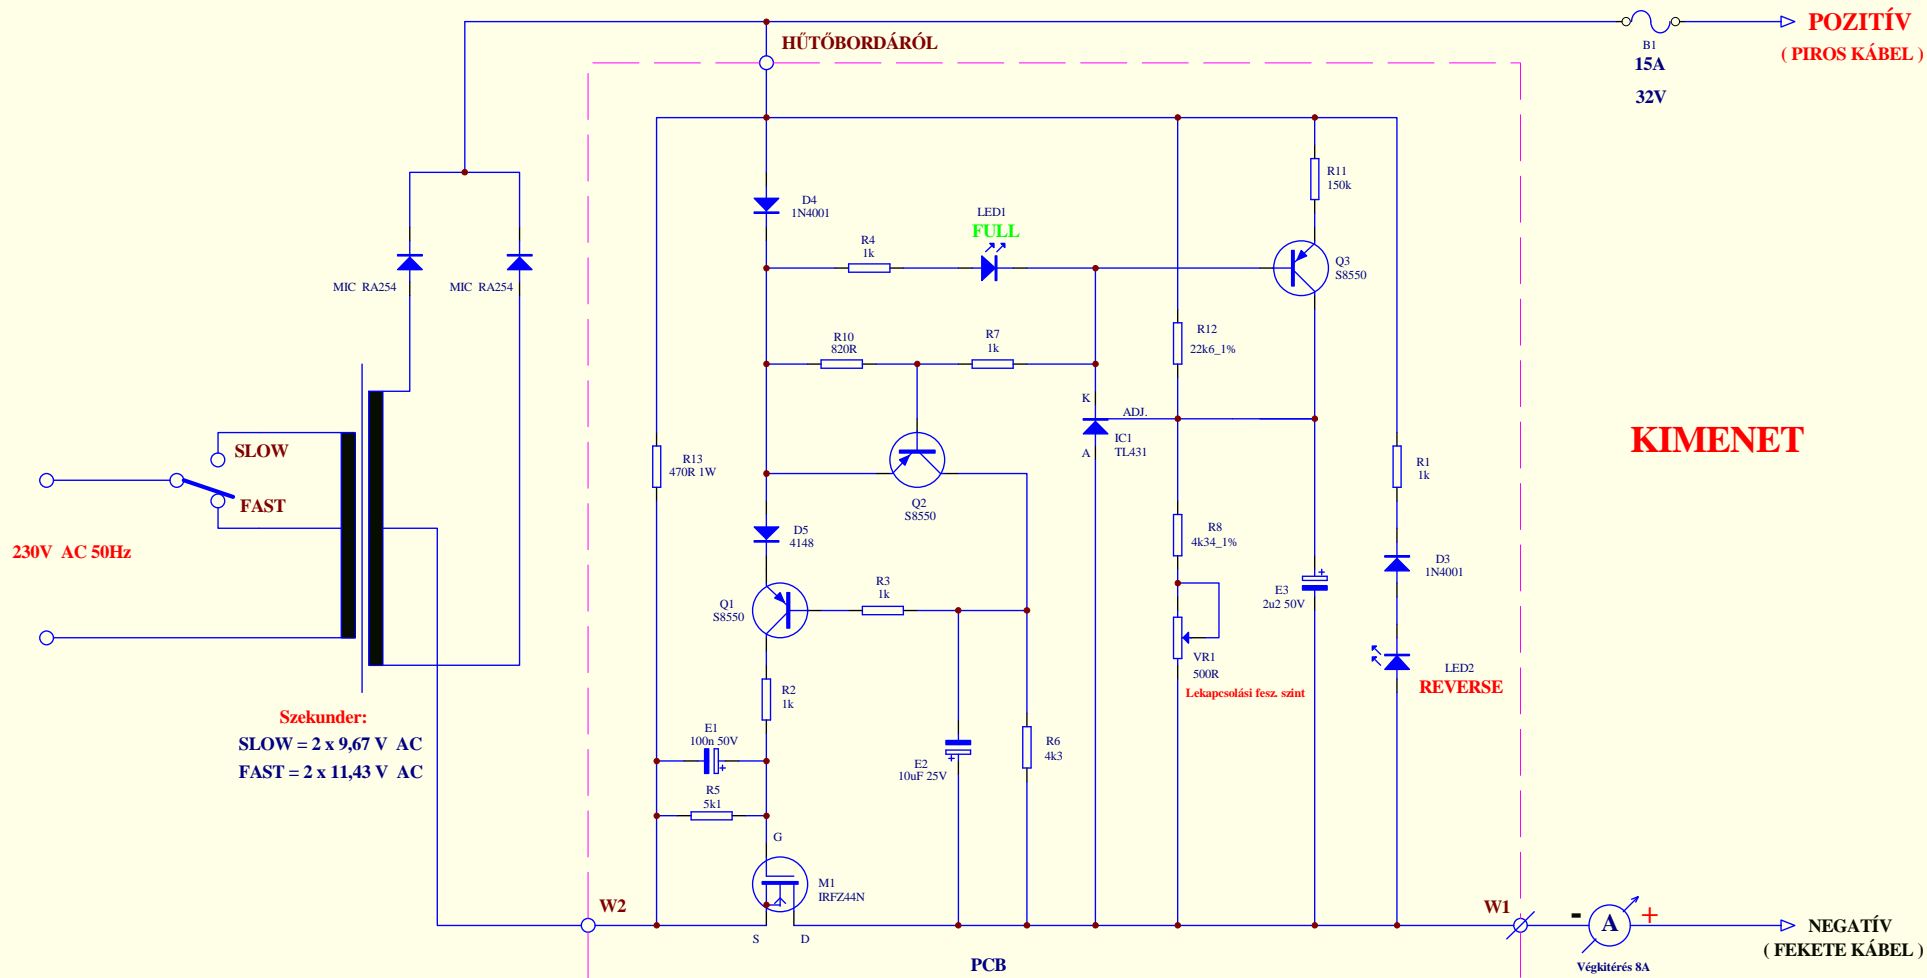 POZITÍV
( PIROS KÁBEL )
B1
15A
32V
HŰTŐBORDÁRÓL
R11
150k
D4
1N4001
LED1
FULL
R4
1k
Q3
S8550
MIC RA254
MIC RA254
R10
820R
R7
1k
R12
22k6_1%
K
ADJ.
IC1
TL431
A
KIMENET
SLOW
FAST
R13
470R 1W
R1
1k
Q2
S8550
D5
4148
R8
4k34_1%
230V AC 50Hz
D3
1N4001
E3
2u2 50V
Q1
S8550
R3
1k
VR1
500R
Lekapcsolási fesz. szint
LED2
REVERSE
R2
1k
Szekunder:
SLOW = 2 x 9,67 V AC
FAST = 2 x 11,43 V AC
E1
100n 50V
+
R5
5k1
E2
10uF 25V
+
R6
4k3
+
G
M1
IRFZ44N
S
D
W2
W1
- A +
Végkitérés 8A
NEGATÍV
( FEKETE KÁBEL )
PCB